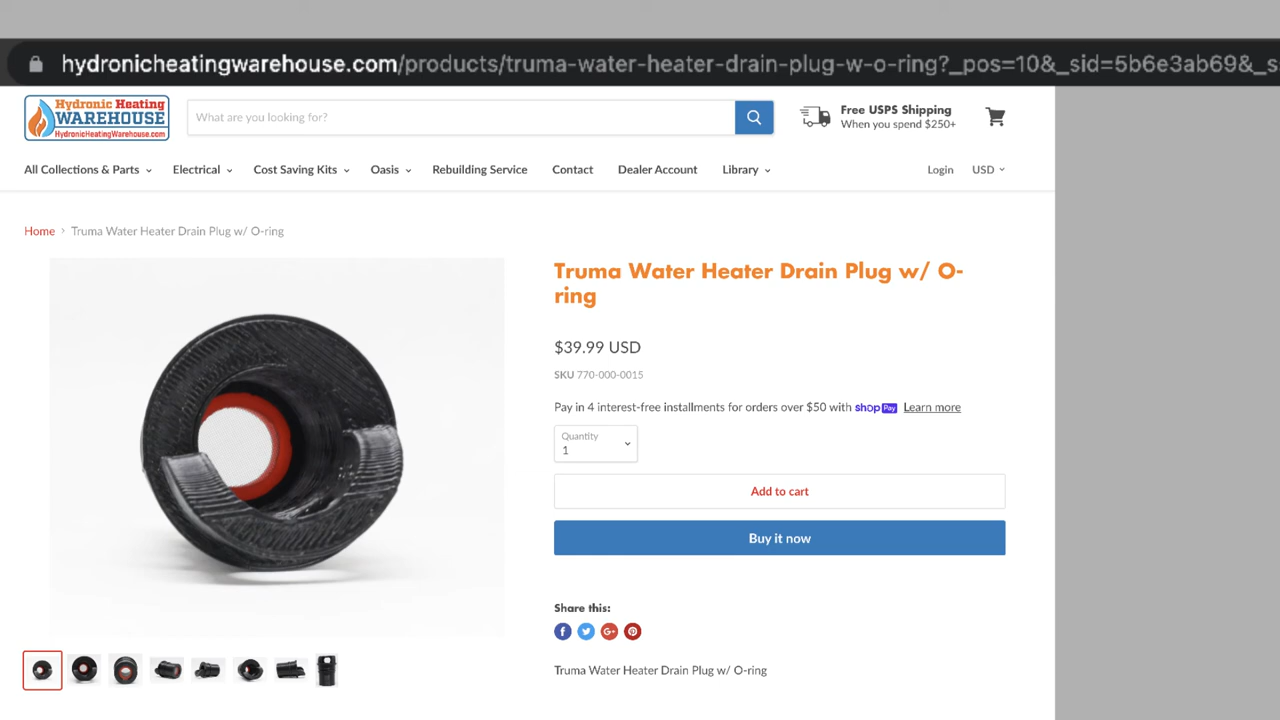 hydronicheatingwarehouse.com/products/truma-water-heater-drain-plug-w-o-ring?_pos=10&_sid=5b6e3ab69&_s
Hydronic Heating
WAREHOUSE
HydronicHeatingWarehouse.com
What are you looking for?
Free USPS Shipping
When you spend $250+
All Collections & Parts
Electrical
Cost Saving Kits
Oasis
Rebuilding Service
Contact
Dealer Account
Library
Login
USD
Home > Truma Water Heater Drain Plug w/ O-ring
Truma Water Heater Drain Plug w/ O-
ring
$39.99 USD
SKU 770-000-0015
Pay in 4 interest-free installments for orders over $50 with shop Pay Learn more
Quantity
1
Add to cart
Buy it now
Share this:
Truma Water Heater Drain Plug w/ O-ring